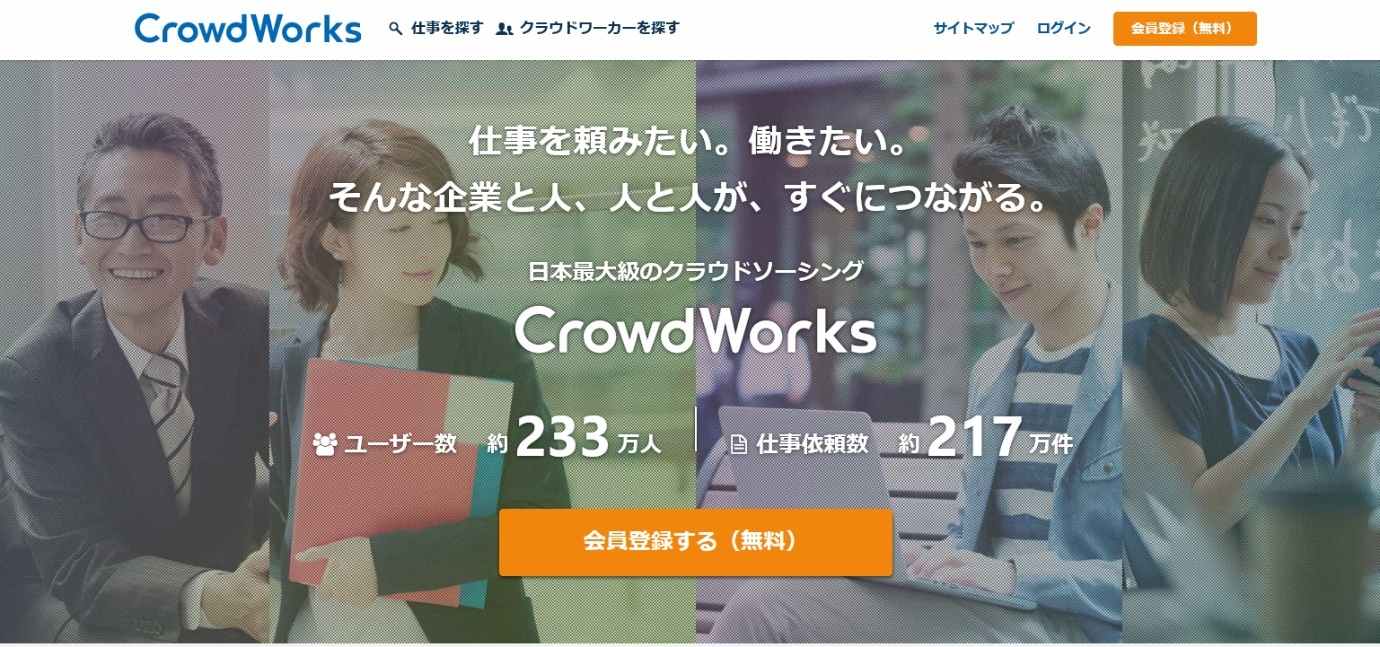 CrowdWorks 仕事を探す クラウドワーカーを探す サイトマップ ログイン 会員登録（無料）
仕事を頼みたい。働きたい。
そんな企業と人、人と人が、すぐにつながる。
日本最大級のクラウドソーシング
CrowdWorks
ユーザー数 約 233 万人 仕事依頼数 約 217 万件
会員登録する（無料）